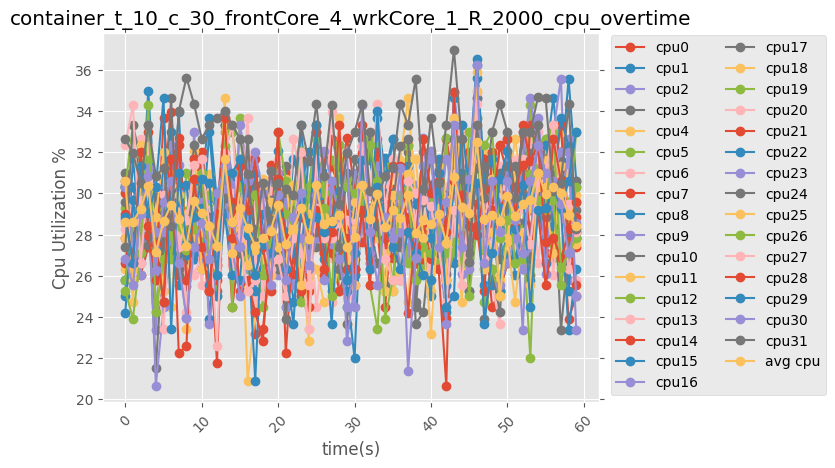 container_t_10_c_30_frontCore_4_wrkCore_1_R_2000_cpu_overtime
Cpu Utilization %
36
34
32
30
28
26
24
22
20
0
10
20
30
40
50
60
time(s)
cpu0
cpu1
cpu2
cpu3
cpu4
cpu5
cpu6
cpu7
cpu8
cpu9
cpu10
cpu11
cpu12
cpu13
cpu14
cpu15
cpu16
cpu17
cpu18
cpu19
cpu20
cpu21
cpu22
cpu23
cpu24
cpu25
cpu26
cpu27
cpu28
cpu29
cpu30
cpu31
avg cpu